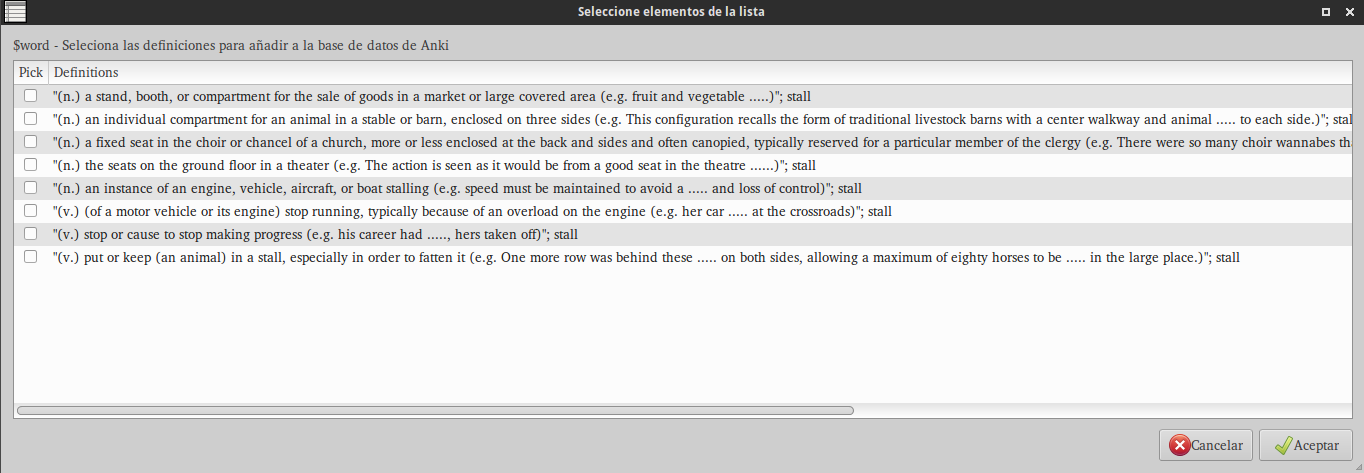 Seleccione elementos de la lista
$word - Seleciona las definiciones para añadir a la base de datos de Anki
Pick Definitions
"(n.) a stand, booth, or compartment for the sale of goods in a market or large covered area (e.g. fruit and vegetable .....)"; stall
"(n.) an individual compartment for an animal in a stable or barn, enclosed on three sides (e.g. This configuration recalls the form of traditional livestock barns with a center walkway and animal ..... to each side.)"; stal
"(n.) a fixed seat in the choir or chancel of a church, more or less enclosed at the back and sides and often canopied, typically reserved for a particular member of the clergy (e.g. There were so many choir wannabes th
"(n.) the seats on the ground floor in a theater (e.g. The action is seen as it would be from a good seat in the theatre ......)"; stall
"(n.) an instance of an engine, vehicle, aircraft, or boat stalling (e.g. speed must be maintained to avoid a ..... and loss of control)"; stall
"(v.) (of a motor vehicle or its engine) stop running, typically because of an overload on the engine (e.g. her car ..... at the crossroads)"; stall
"(v.) stop or cause to stop making progress (e.g. his career had ....., hers taken off)"; stall
"(v.) put or keep (an animal) in a stall, especially in order to fatten it (e.g. One more row was behind these ..... on both sides, allowing a maximum of eighty horses to be ..... in the large place.)"; stall
Cancelar Aceptar